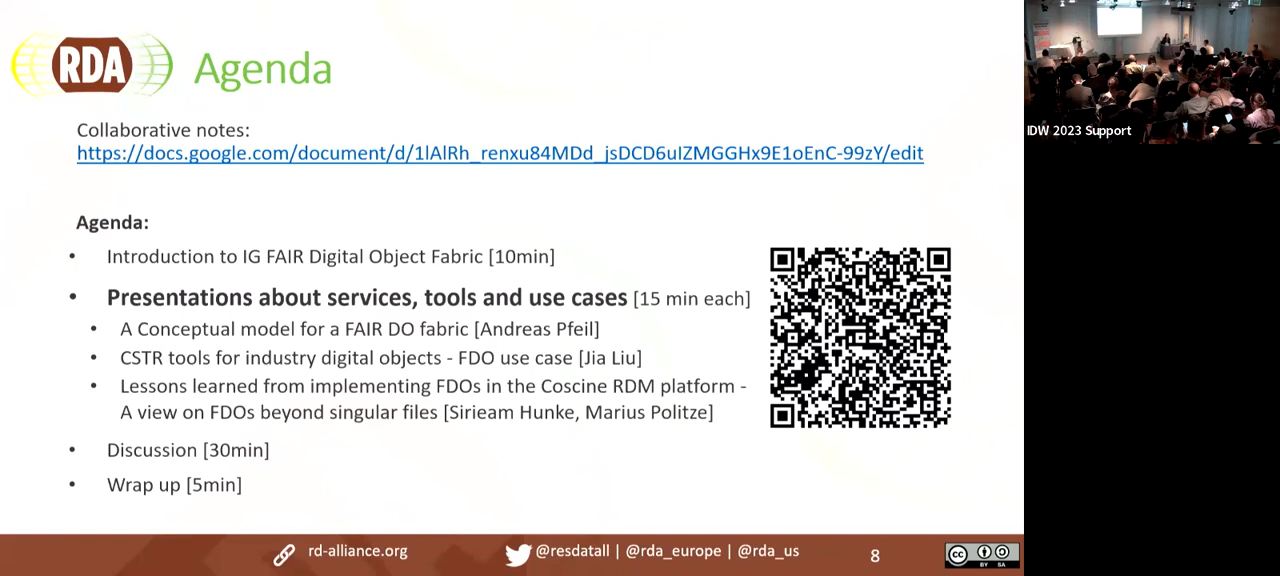 RDA Agenda
Collaborative notes:
https://docs.google.com/document/d/1lAlRh_renxu84MDd_jsDCD6uIZMGGHx9E1oEnC-99zY/edit
Agenda:
• Introduction to IG FAIR Digital Object Fabric [10min]
• Presentations about services, tools and use cases [15 min each]
• A Conceptual model for a FAIR DO fabric [Andreas Pfeil]
• CSTR tools for industry digital objects - FDO use case [Jia Liu]
• Lessons learned from implementing FDOs in the Coscine RDM platform -
A view on FDOs beyond singular files [Sirieam Hunke, Marius Politze]
• Discussion [30min]
• Wrap up [5min]
rd-alliance.org
@resdatall | @rda_europe | @rda_us
8
CC BY SA
IDW 2023 Support